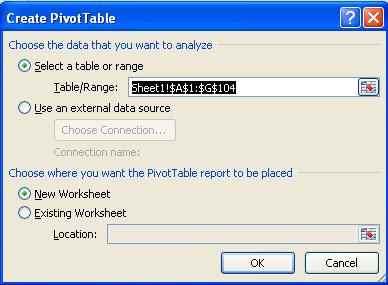 Create PivotTable
Choose the data that you want to analyze
Select a table or range
Table/Range: Sheet1!$A$1:$G$104
Use an external data source
Choose Connection...
Connection name:
Choose where you want the PivotTable report to be placed
New Worksheet
Existing Worksheet
Location:
OK Cancel